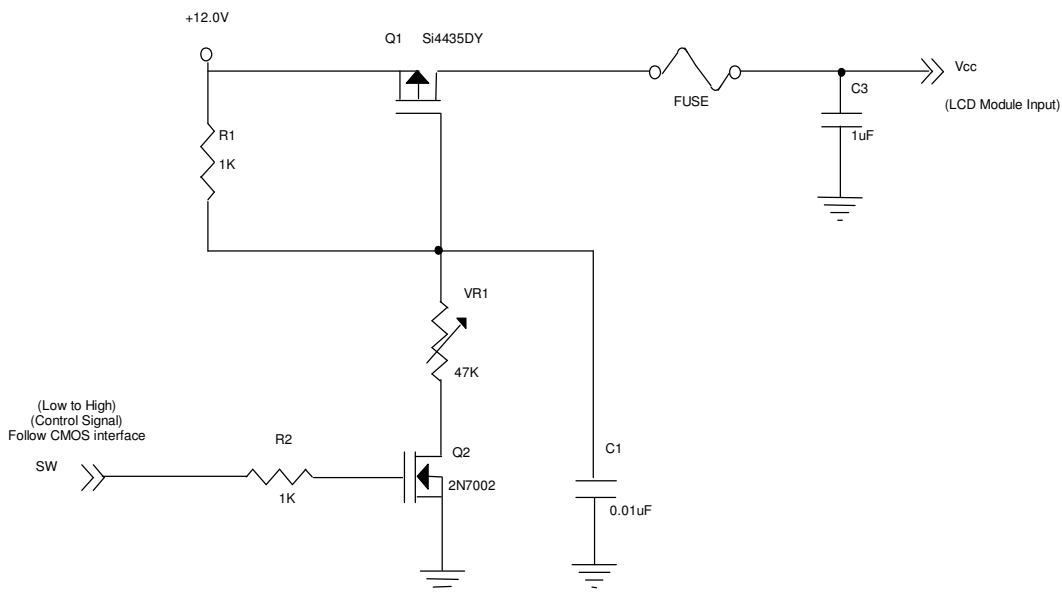 +12.0V
Q1 Si4435DY
Vcc
FUSE
C3
(LCD Module Input)
R1
1K
1uF
VR1
47K
(Low to High)
(Control Signal)
Follow CMOS interface
SW
R2
1K
Q2
2N7002
C1
0.01uF